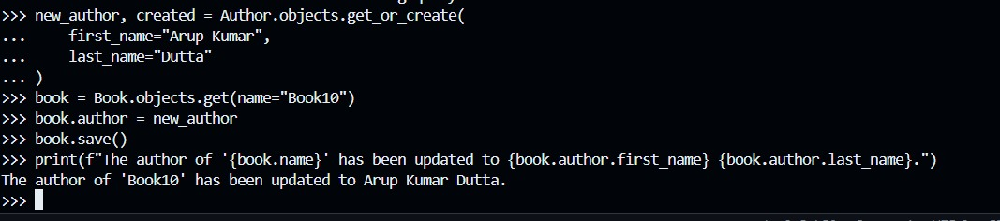 >>> new_author, created = Author.objects.get_or_create(
...     first_name="Arup Kumar",
...     last_name="Dutta"
... )
>>> book = Book.objects.get(name="Book10")
>>> book.author = new_author
>>> book.save()
>>> print(f"The author of '{book.name}' has been updated to {book.author.first_name} {book.author.last_name}.")
The author of 'Book10' has been updated to Arup Kumar Dutta.
>>>